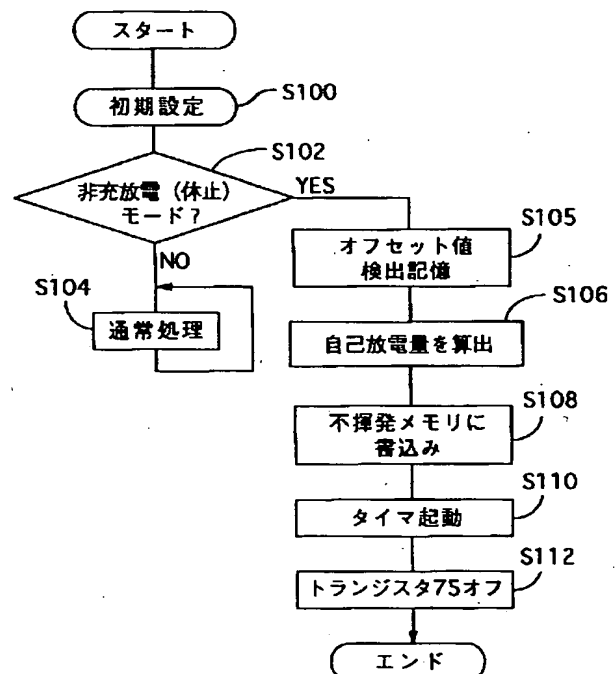 スタート
初期設定
S100
S102
非充放電（休止）
モード？
YES
NO
S104
通常処理
S105
オフセット値
検出記憶
S106
自己放電量を算出
S108
不揮発メモリに
書込み
S110
タイマ起動
S112
トランジスタ75オフ
エンド